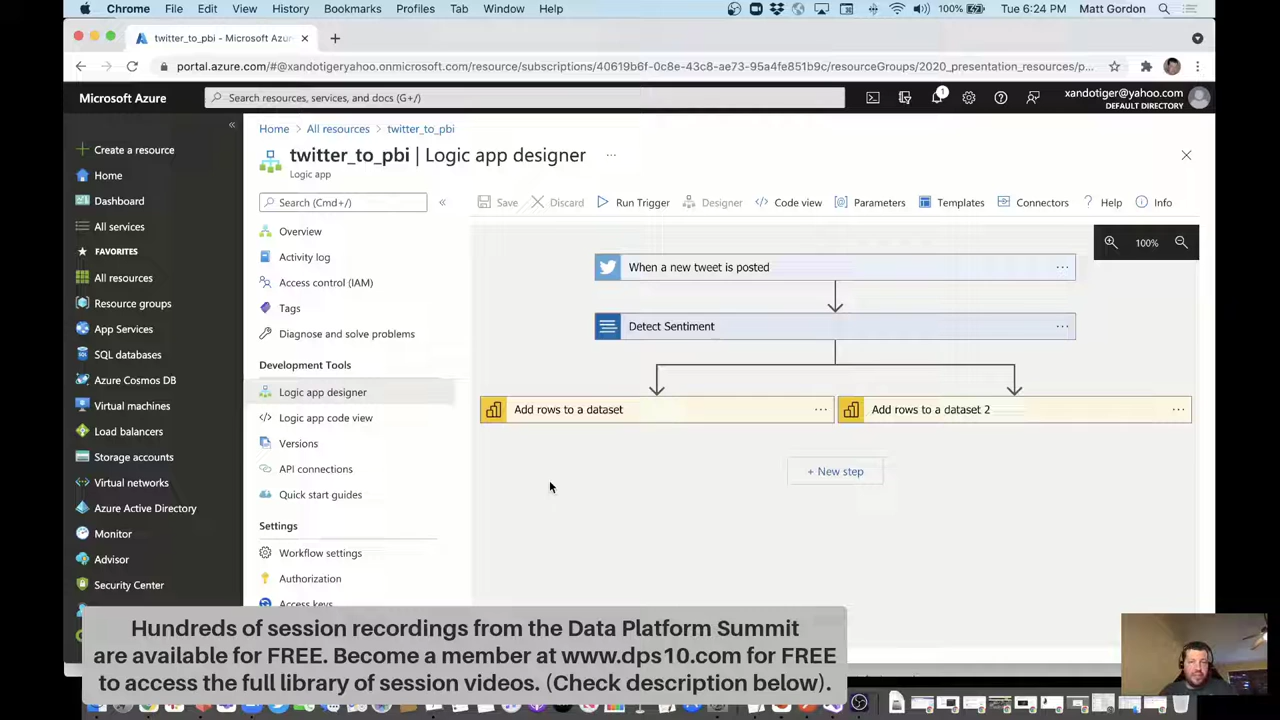 Chrome File Edit View History Bookmarks Profiles Tab Window Help 100% Tue 6:24 PM Matt Gordon
twitter_to_pbi - Microsoft Azu
portal.azure.com/#@xandotigeryahoo.onmicrosoft.com/resource/subscriptions/40619b6f-0c8e-43c8-ae73-95a4fe851b9c/resourceGroups/2020_presentation_resources/p...
Microsoft Azure
Search resources, services, and docs (G+/)
1
xandotiger@yahoo.com
DEFAULT DIRECTORY
Create a resource
Home
Dashboard
All services
FAVORITES
All resources
Resource groups
App Services
SQL databases
Azure Cosmos DB
Virtual machines
Load balancers
Storage accounts
Virtual networks
Azure Active Directory
Monitor
Advisor
Security Center
Home > All resources > twitter_to_pbi
twitter_to_pbi | Logic app designer ...
Logic app
Search (Cmd+/)
Overview
Activity log
Access control (IAM)
Tags
Diagnose and solve problems
Development Tools
Logic app designer
Logic app code view
Versions
API connections
Quick start guides
Settings
Workflow settings
Authorization
Access keys
Save Discard Run Trigger Designer Code view Parameters Templates Connectors Help Info
100%
When a new tweet is posted
Detect Sentiment
Add rows to a dataset
Add rows to a dataset 2
+ New step
Hundreds of session recordings from the Data Platform Summit
are available for FREE. Become a member at www.dps10.com for FREE
to access the full library of session videos. (Check description below).